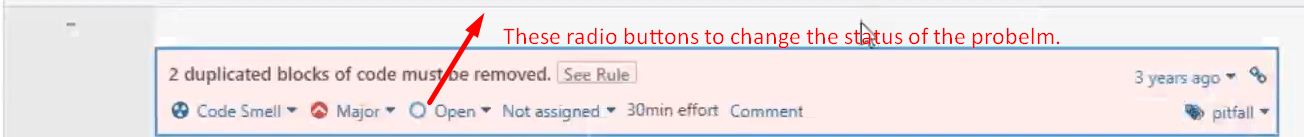 These radio buttons to change the status of the probelm.
2 duplicated blocks of code must be removed. See Rule
3 years ago
Code Smell Major Open Not assigned 30min effort Comment
pitfall